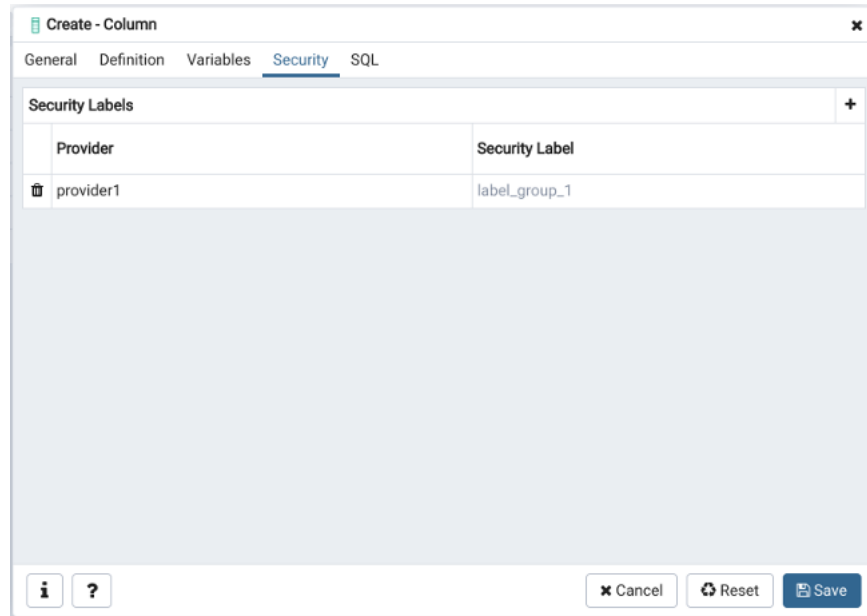 Create - Column
General Definition Variables Security SQL
Security Labels
Provider Security Label
provider1 label_group_1
i ? Cancel Reset Save